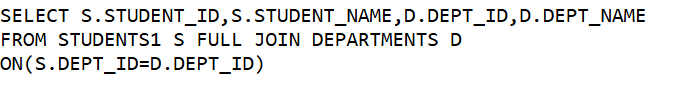 SELECT S.STUDENT_ID,S.STUDENT_NAME,D.DEPT_ID,D.DEPT_NAME
FROM STUDENTS1 S FULL JOIN DEPARTMENTS D
ON(S.DEPT_ID=D.DEPT_ID)